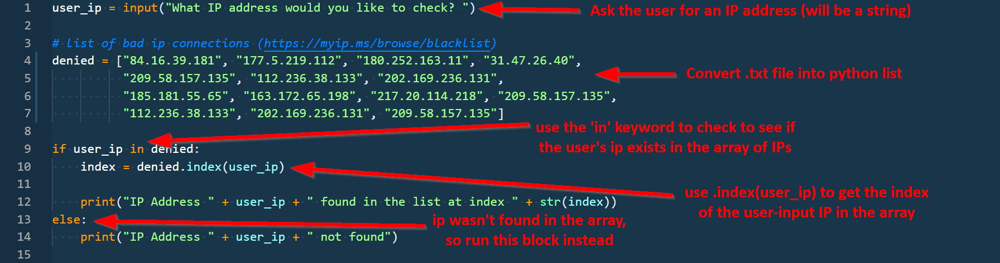 1 user_ip = input("What IP address would you like to check? ") Ask the user for an IP address (will be a string)
2
3 # list of bad ip connections (https://myip.ms/browse/blacklist)
4 denied = ["84.16.39.181", "177.5.219.112", "180.252.163.11", "31.47.26.40",
5 "209.58.157.135", "112.236.38.133", "202.169.236.131", Convert .txt file into python list
6 "185.181.55.65", "163.172.65.198", "217.20.114.218", "209.58.157.135",
7 "112.236.38.133", "202.169.236.131", "209.58.157.135"]
8
use the 'in' keyword to check to see if
the user's ip exists in the array of IPs
9 if user_ip in denied:
10 index = denied.index(user_ip)
11
use .index(user_ip) to get the index
of the user-input IP in the array
12 print("IP Address " + user_ip + " found in the list at index " + str(index))
13 else:
ip wasn't found in the array,
so run this block instead
14 print("IP Address " + user_ip + " not found")
15